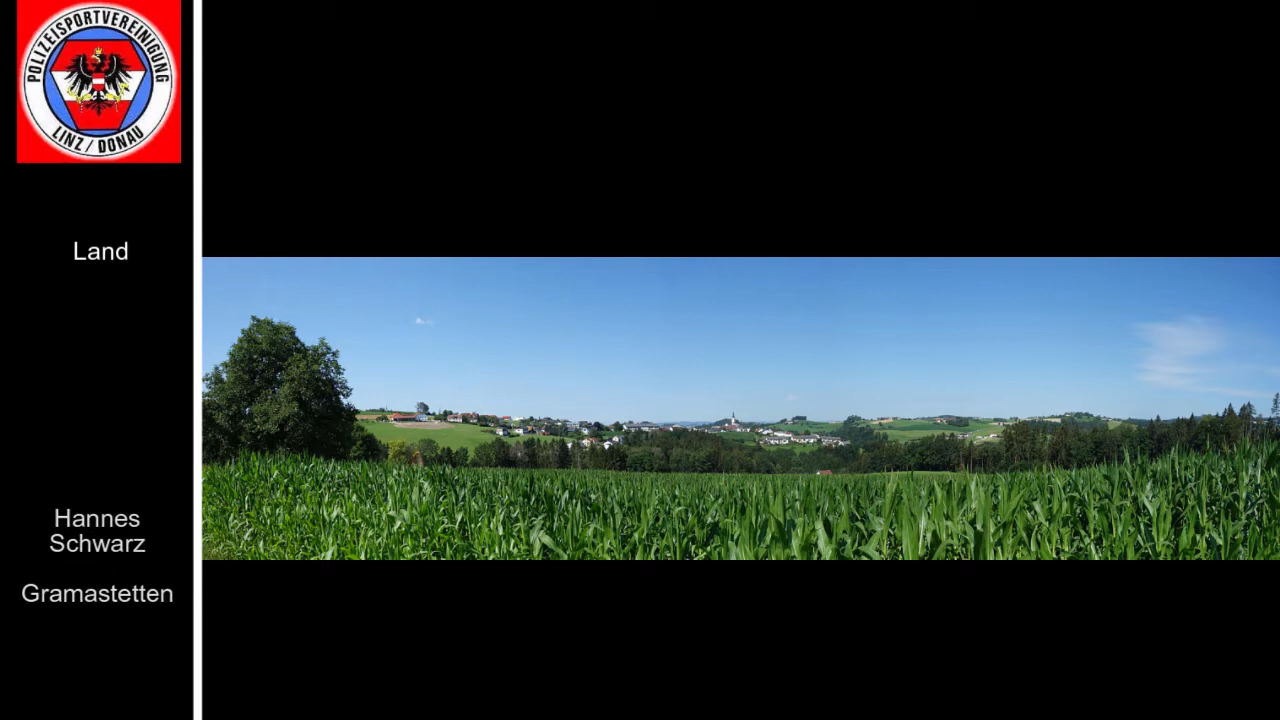 POLIZEISPORTVEREINIGUNG
LINZ / DONAU
Land
Hannes
Schwarz
Gramastetten